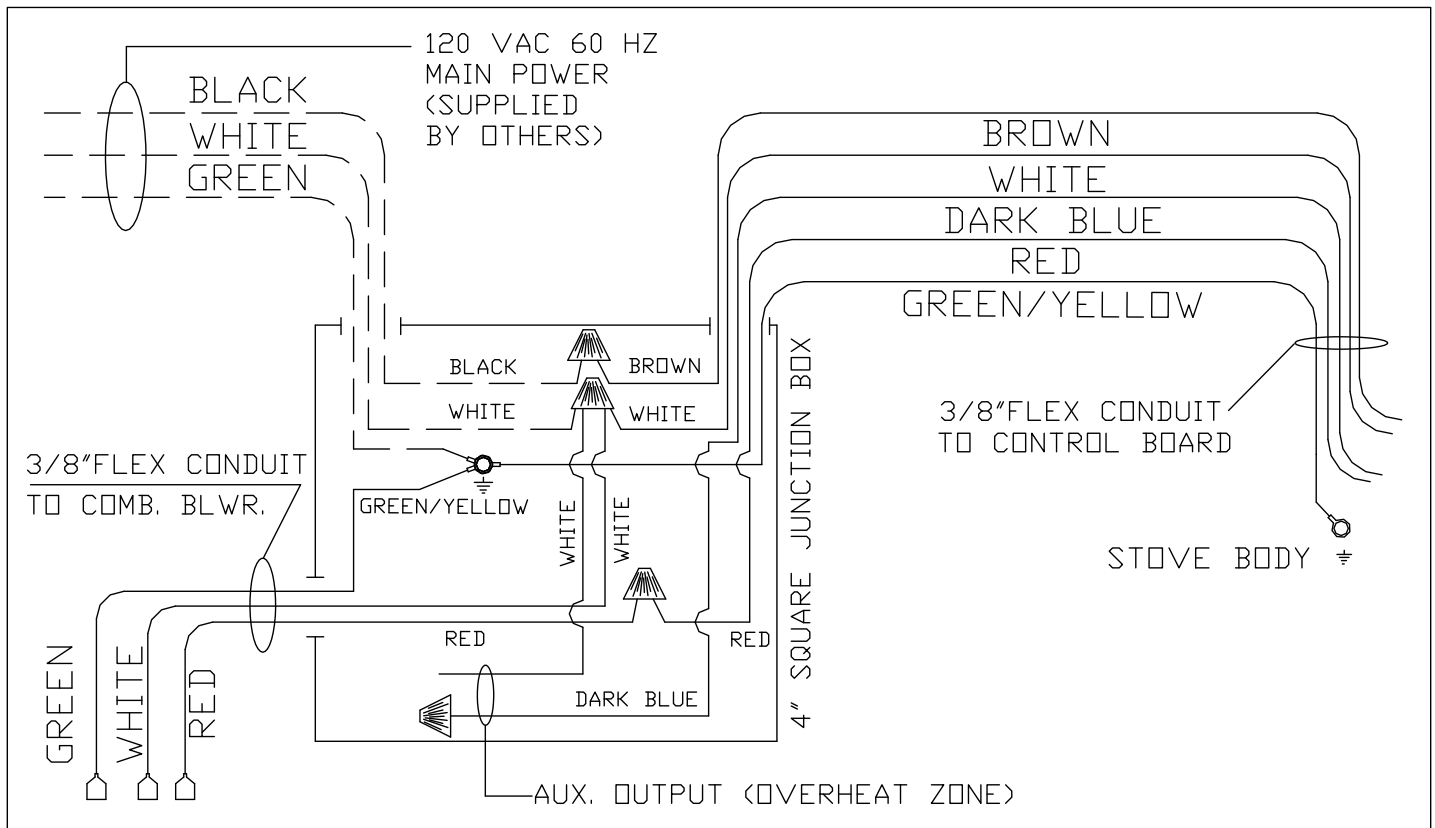 120 VAC 60 HZ
MAIN POWER
(SUPPLIED
BY OTHERS)
BLACK
WHITE
GREEN
BROWN
WHITE
DARK BLUE
RED
GREEN/YELLOW
BLACK
BROWN
WHITE
WHITE
3/8"FLEX CONDUIT
TO CONTROL BOARD
3/8"FLEX CONDUIT
TO COMB. BLWR.
GREEN/YELLOW
WHITE
WHITE
4" SQUARE JUNCTION BOX
STOVE BODY
RED
RED
GREEN
WHITE
RED
DARK BLUE
AUX. OUTPUT (OVERHEAT ZONE)